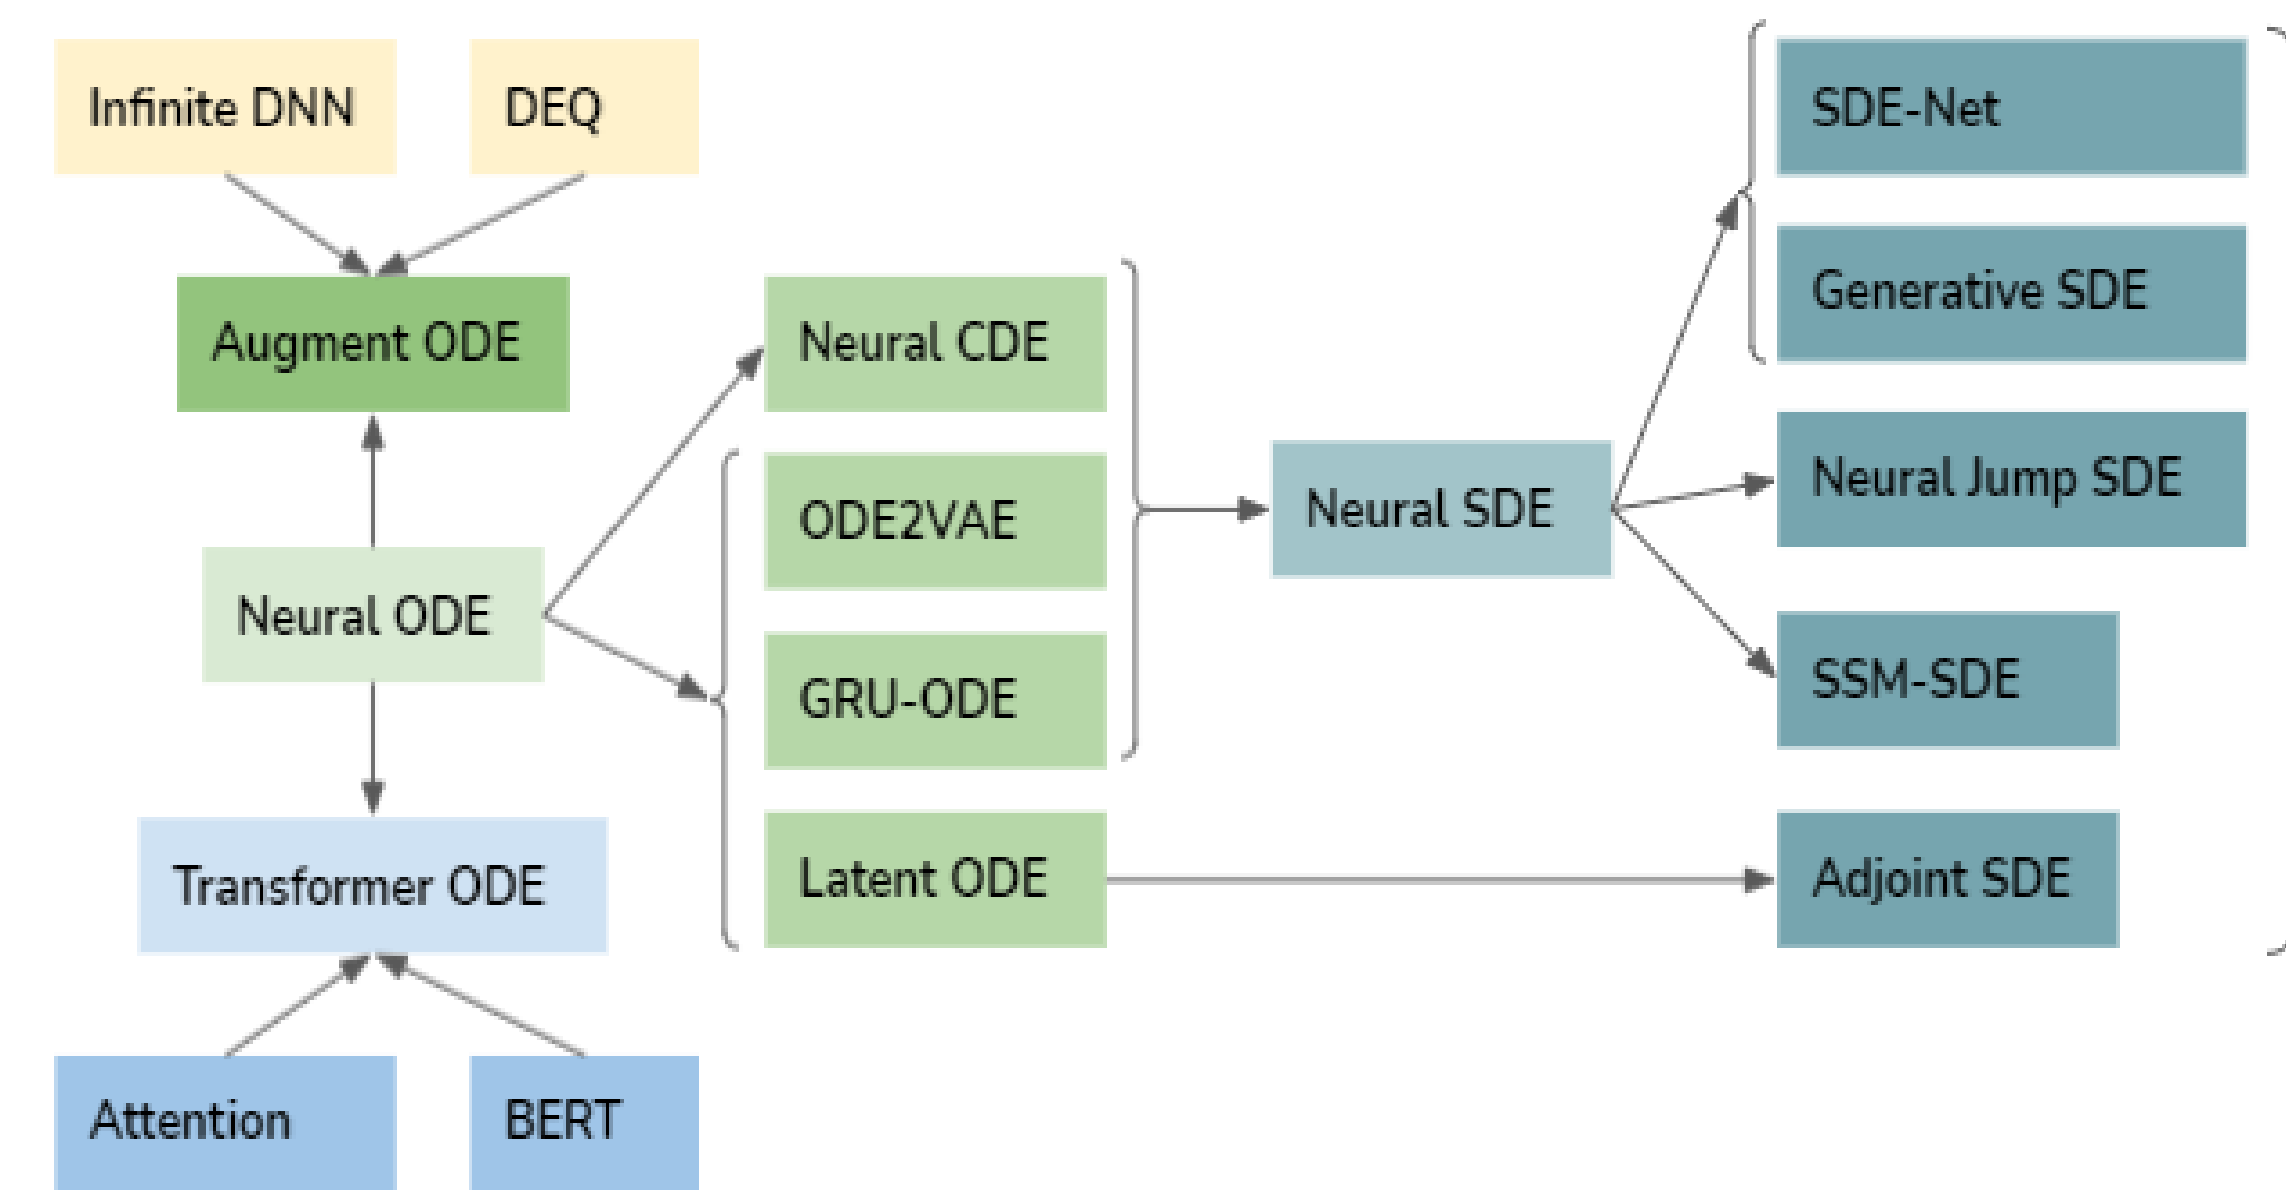 Infinite DNN
DEQ
Augment ODE
Neural ODE
Transformer ODE
Attention
BERT
Neural CDE
ODE2VAE
GRU-ODE
Latent ODE
Neural SDE
SDE-Net
Generative SDE
Neural Jump SDE
SSM-SDE
Adjoint SDE